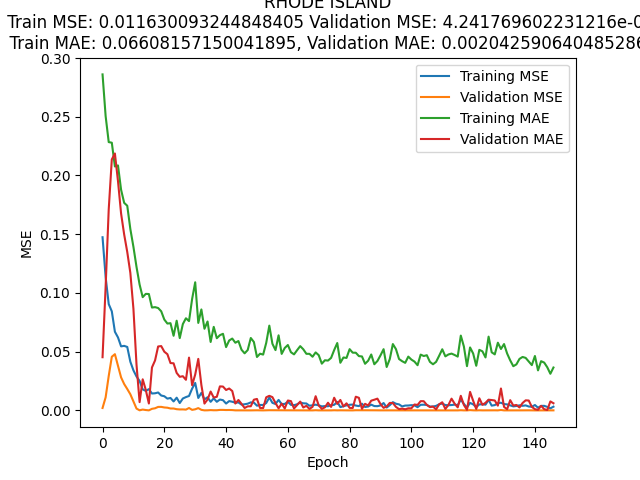 RHODE ISLAND
Train MSE: 0.011630093244848405 Validation MSE: 4.241769602231216e-0
Train MAE: 0.06608157150041895, Validation MAE: 0.002042590640485286
0.30
0.25
0.20
0.15
0.10
0.05
0.00
MSE
Training MSE
Validation MSE
Training MAE
Validation MAE
0 20 40 60 80 100 120 140
Epoch